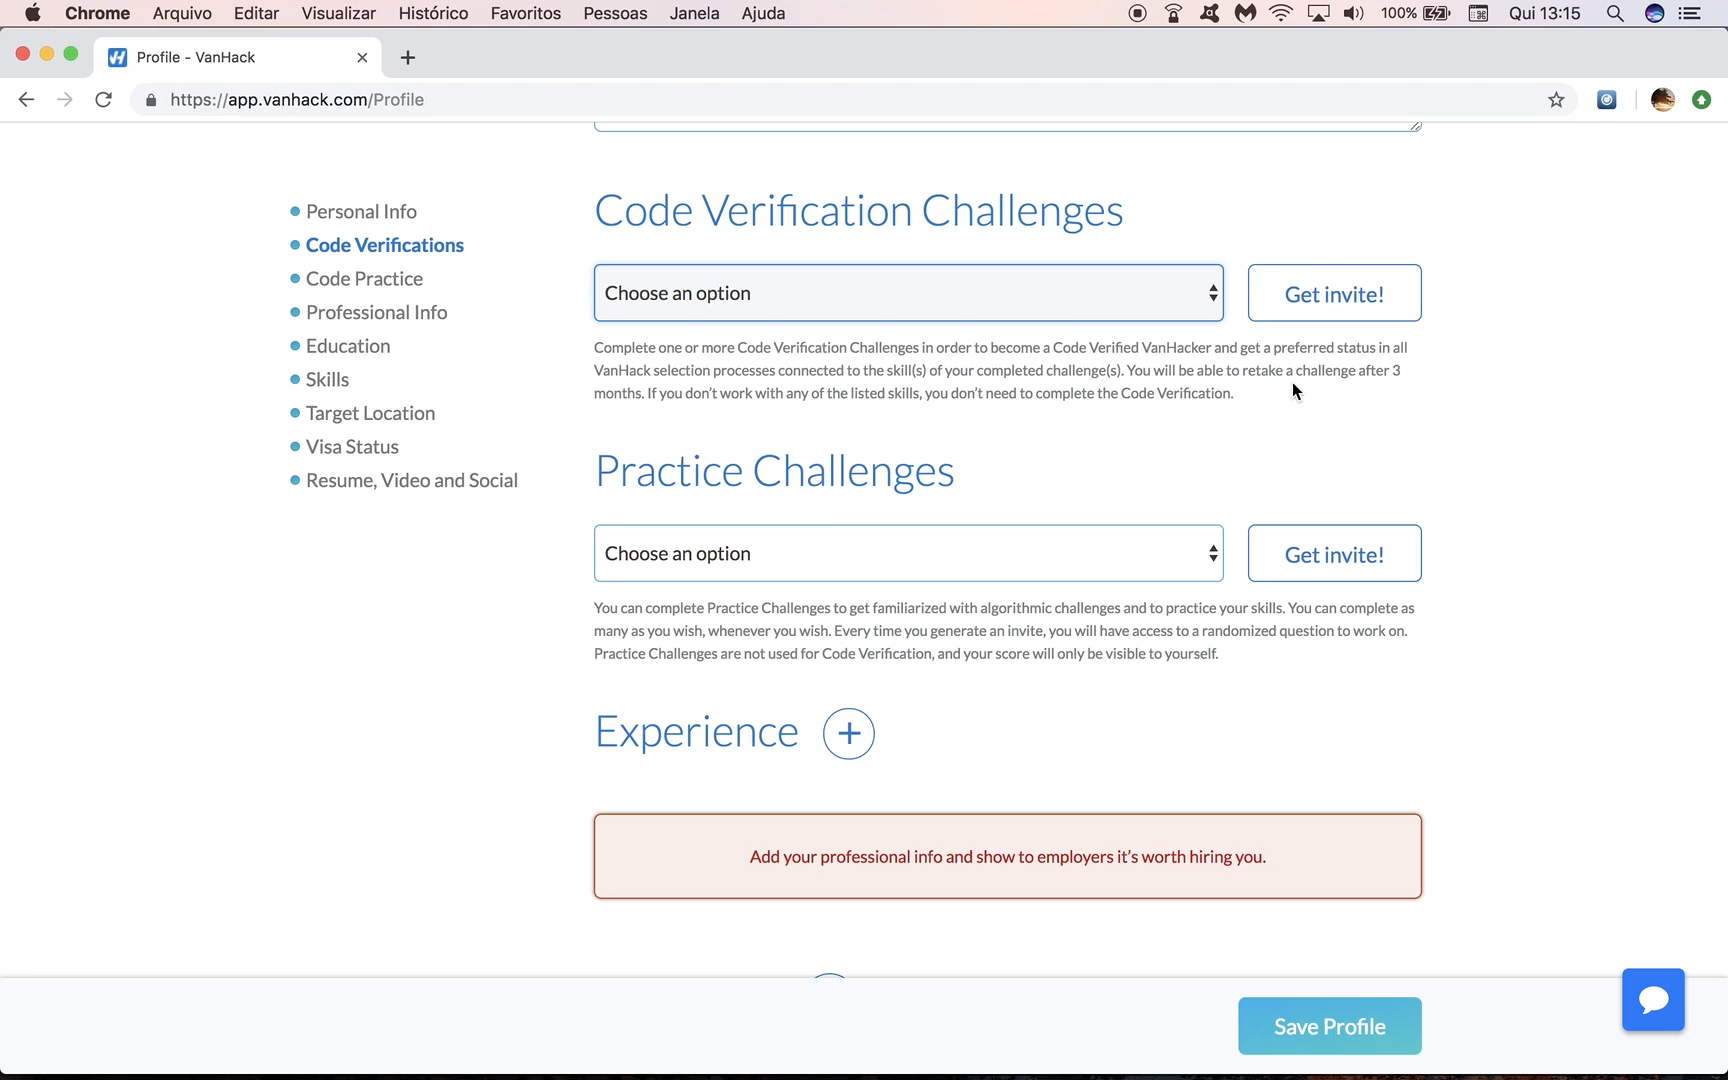 Chrome Arquivo Editar Visualizar Histórico Favoritos Pessoas Janela Ajuda 100% Qui 13:15
Profile - VanHack
https://app.vanhack.com/Profile
Personal Info
Code Verifications
Code Practice
Professional Info
Education
Skills
Target Location
Visa Status
Resume, Video and Social
Code Verification Challenges
Choose an option Get invite!
Complete one or more Code Verification Challenges in order to become a Code Verified VanHacker and get a preferred status in all
VanHack selection processes connected to the skill(s) of your completed challenge(s). You will be able to retake a challenge after 3
months. If you don't work with any of the listed skills, you don't need to complete the Code Verification.
Practice Challenges
Choose an option Get invite!
You can complete Practice Challenges to get familiarized with algorithmic challenges and to practice your skills. You can complete as
many as you wish, whenever you wish. Every time you generate an invite, you will have access to a randomized question to work on.
Practice Challenges are not used for Code Verification, and your score will only be visible to yourself.
Experience
Add your professional info and show to employers it's worth hiring you.
Save Profile